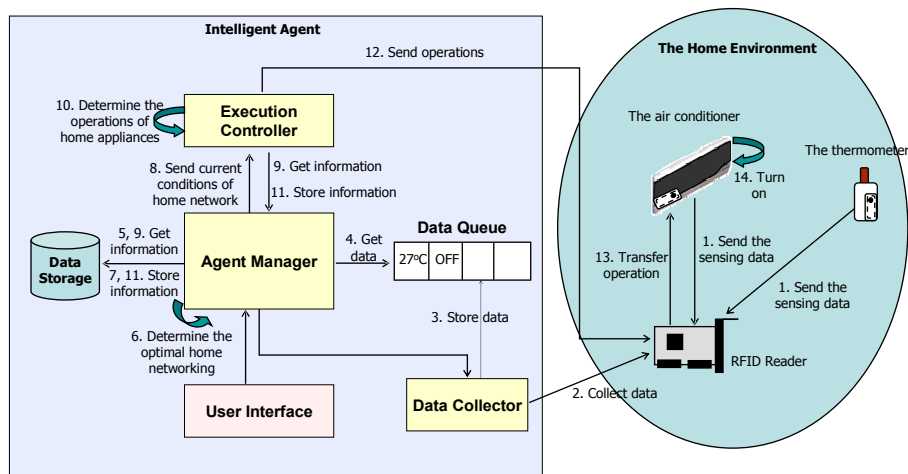 Intelligent Agent
12. Send operations
The Home Environment
10. Determine the
operations of
home appliances
Execution
Controller
The air conditioner
The thermometer
8. Send current
conditions of
home network
9. Get information
11. Store information
14. Turn
on
5, 9. Get
information
7, 11. Store
information
Data
Storage
Agent Manager
4. Get
data
Data Queue
27ºC
OFF
13. Transfer
operation
1. Send the
sensing data
1. Send the
sensing data
3. Store data
6. Determine the
optimal home
networking
RFID Reader
User Interface
Data Collector
2. Collect data